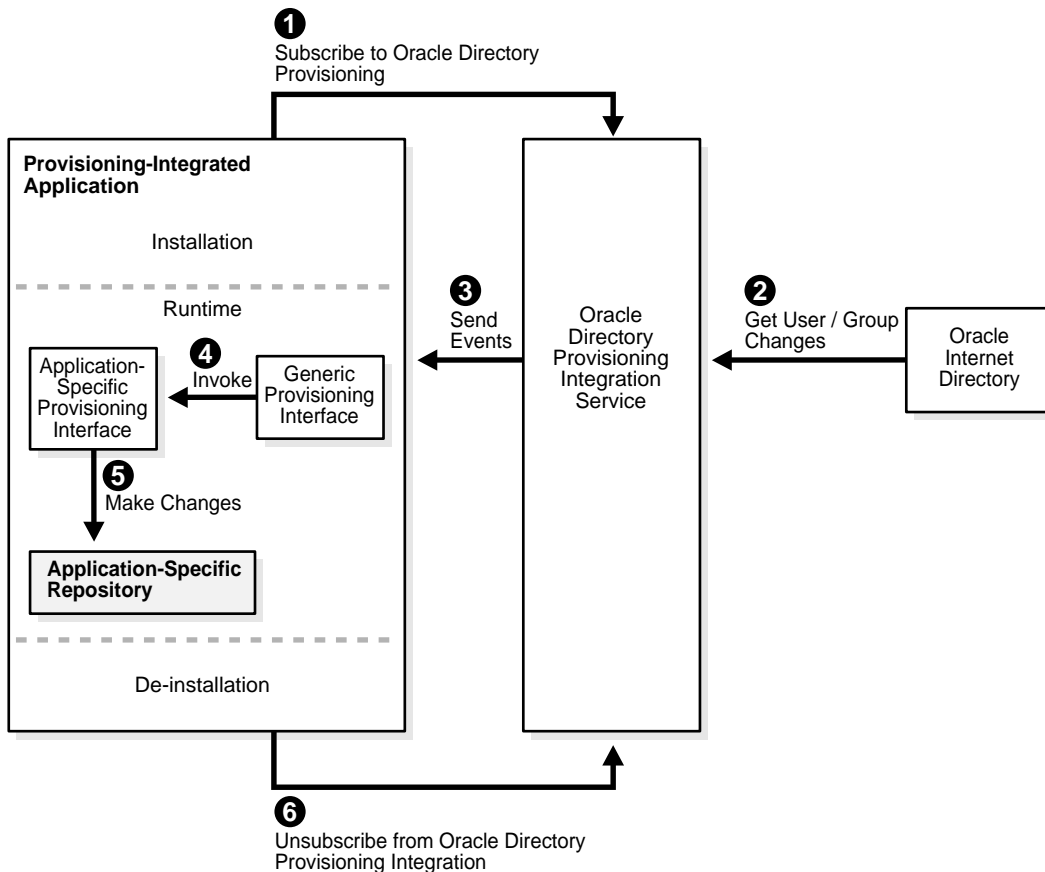 1
Subscribe to Oracle Directory
Provisioning
Provisioning-Integrated
Application
Installation
Runtime
4
Invoke
Application-
Specific
Provisioning
Interface
Generic
Provisioning
Interface
5
Make Changes
Application-Specific
Repository
De-installation
3
Send
Events
Oracle
Directory
Provisioning
Integration
Service
2
Get User / Group
Changes
Oracle
Internet
Directory
6
Unsubscribe from Oracle Directory
Provisioning Integration